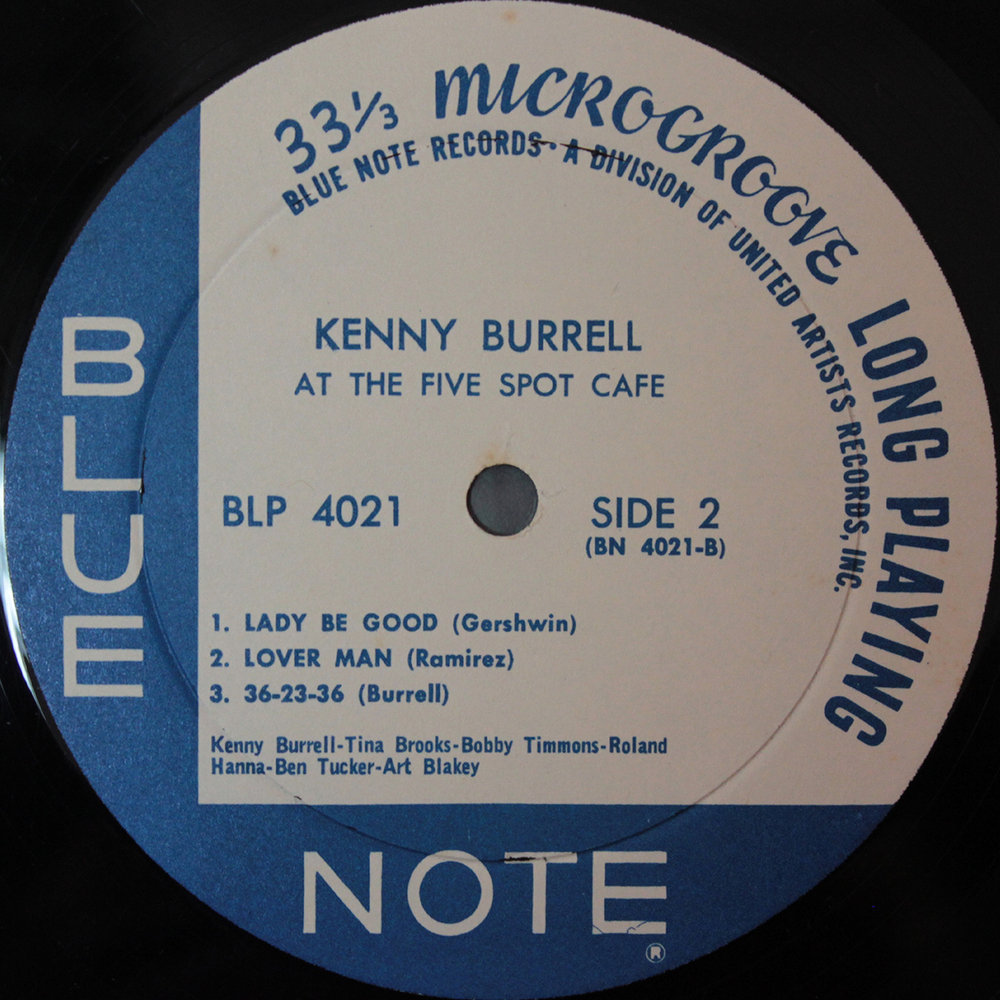 33⅓ MICROGROOVE LONG PLAYING
BLUE NOTE RECORDS · A DIVISION OF UNITED ARTISTS RECORDS, INC.
KENNY BURRELL
AT THE FIVE SPOT CAFE
BLP 4021
SIDE 2
(BN 4021-B)
1. LADY BE GOOD (Gershwin)
2. LOVER MAN (Ramirez)
3. 36-23-36 (Burrell)
Kenny Burrell-Tina Brooks-Bobby Timmons-Roland
Hanna-Ben Tucker-Art Blakey
BLUE
NOTE
®